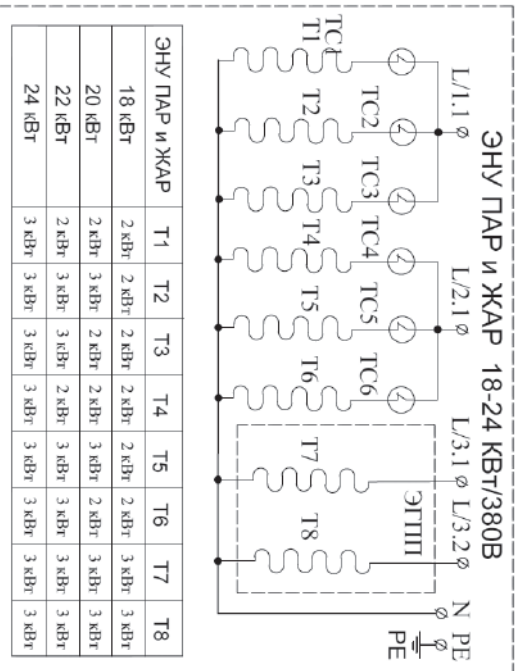 ЭНУ ПАР и ЖАР 18-24 КВт/380В
L/1.1 L/2.1 L/3.1 L/3.2 N PE
TC1 TC2 TC3 TC4 TC5 TC6 ЭГПП PE
T1 T2 T3 T4 T5 T6 T7 T8
ЭНУ ПАР и ЖАР T1 T2 T3 T4 T5 T6 T7 T8
18 кВт 2 кВт 2 кВт 2 кВт 2 кВт 2 кВт 2 кВт 3 кВт 3 кВт
20 кВт 2 кВт 3 кВт 2 кВт 2 кВт 3 кВт 2 кВт 3 кВт 3 кВт
22 кВт 2 кВт 3 кВт 3 кВт 2 кВт 3 кВт 3 кВт 3 кВт 3 кВт
24 кВт 3 кВт 3 кВт 3 кВт 3 кВт 3 кВт 3 кВт 3 кВт 3 кВт